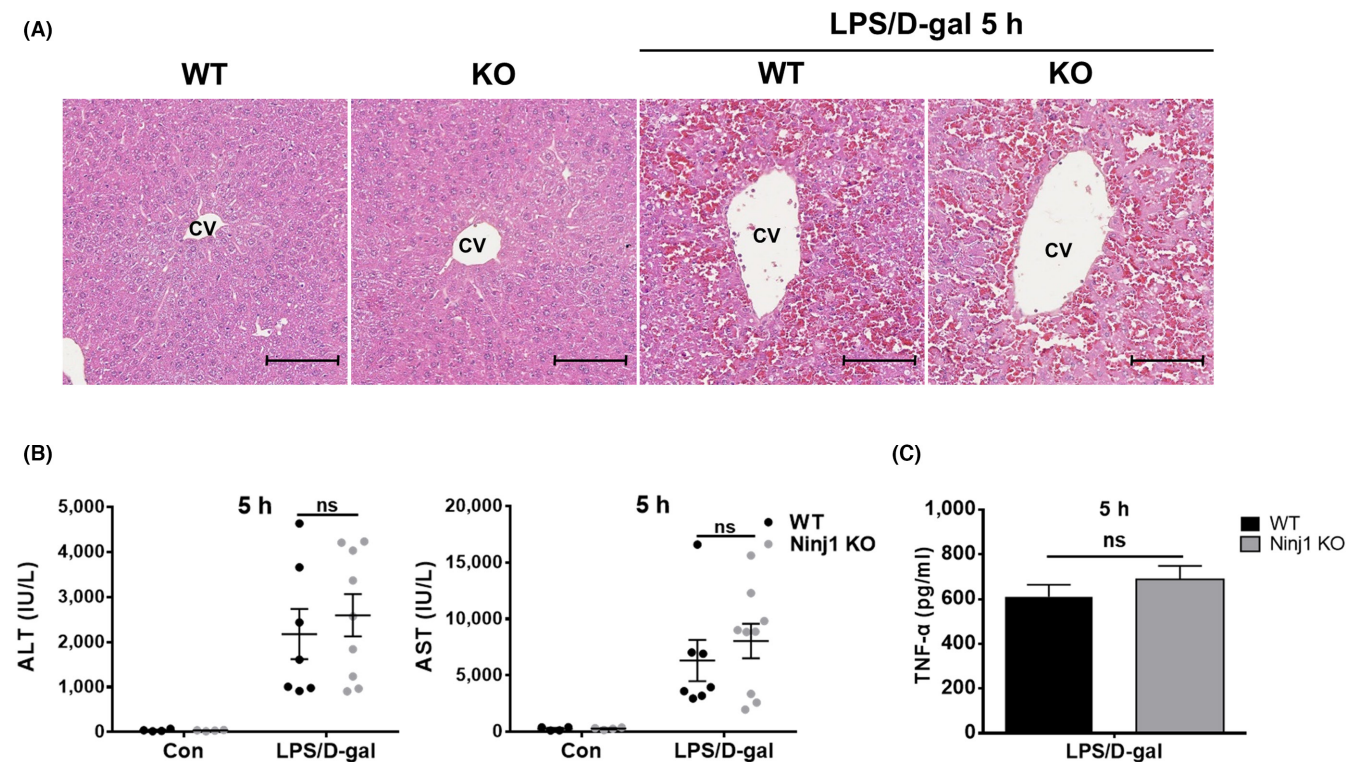 (A)
LPS/D-gal 5 h
WT
KO
WT
KO
CV
CV
CV
CV
(B)
5 h
ns
ALT (IU/L)
5,000
4,000
3,000
2,000
1,000
0
Con
LPS/D-gal
5 h
ns
WT
Ninj1 KO
AST (IU/L)
20,000
15,000
10,000
5,000
0
Con
LPS/D-gal
(C)
5 h
ns
WT
Ninj1 KO
TNF-α (pg/ml)
1,000
800
600
400
200
0
LPS/D-gal